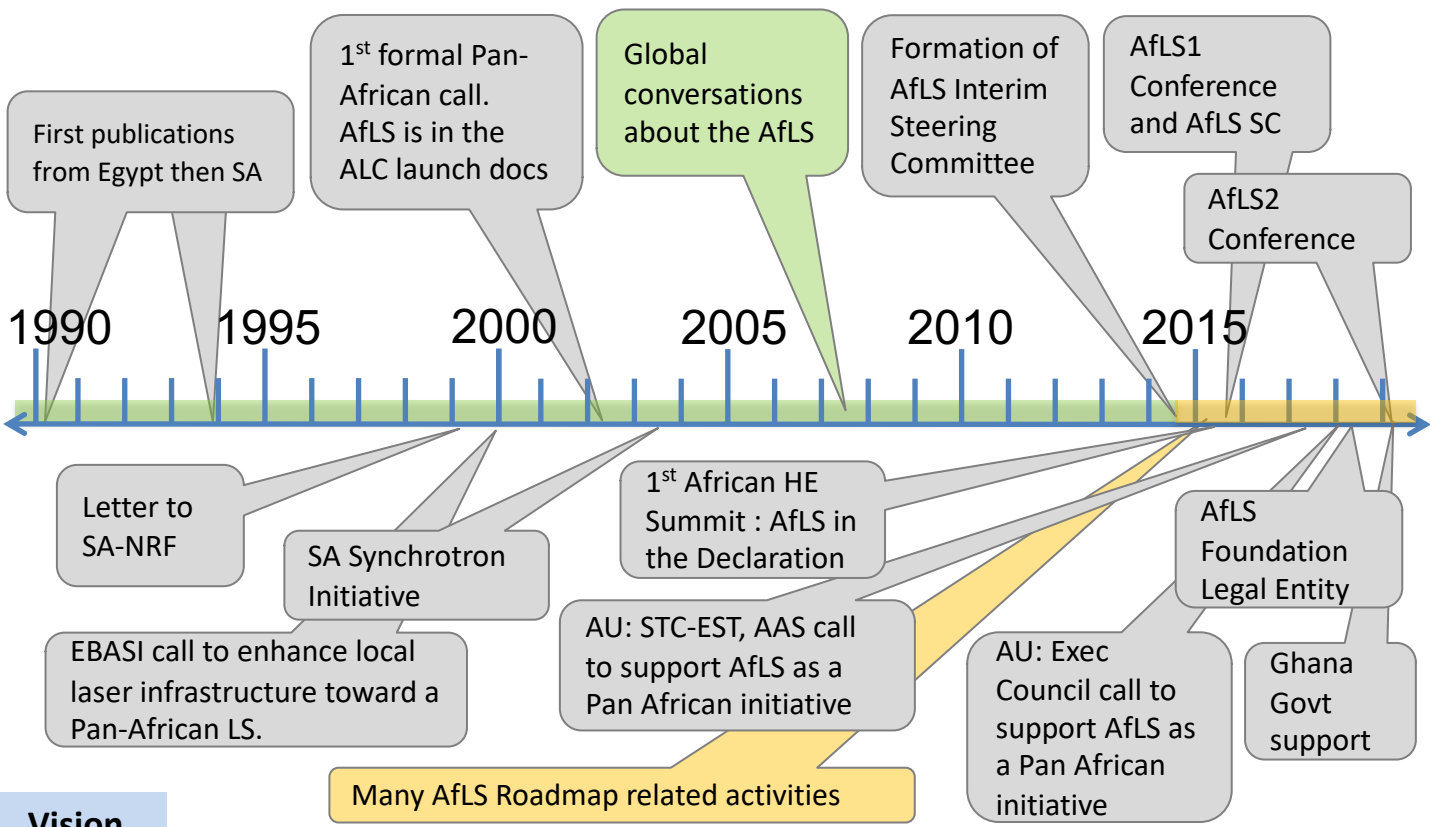 First publications
from Egypt then SA
1st formal Pan-
African call.
AfLS is in the
ALC launch docs
Global
conversations
about the AfLS
Formation of
AfLS Interim
Steering
Committee
AfLS1
Conference
and AfLS SC
AfLS2
Conference
1990 1995 2000 2005 2010 2015
Letter to
SA-NRF
SA Synchrotron
Initiative
EBASI call to enhance local
laser infrastructure toward a
Pan-African LS.
1st African HE
Summit : AfLS in
the Declaration
AU: STC-EST, AAS call
to support AfLS as a
Pan African initiative
Many AfLS Roadmap related activities
AfLS
Foundation
Legal Entity
AU: Exec
Council call to
support AfLS as
a Pan African
initiative
Ghana
Govt
support
Vision